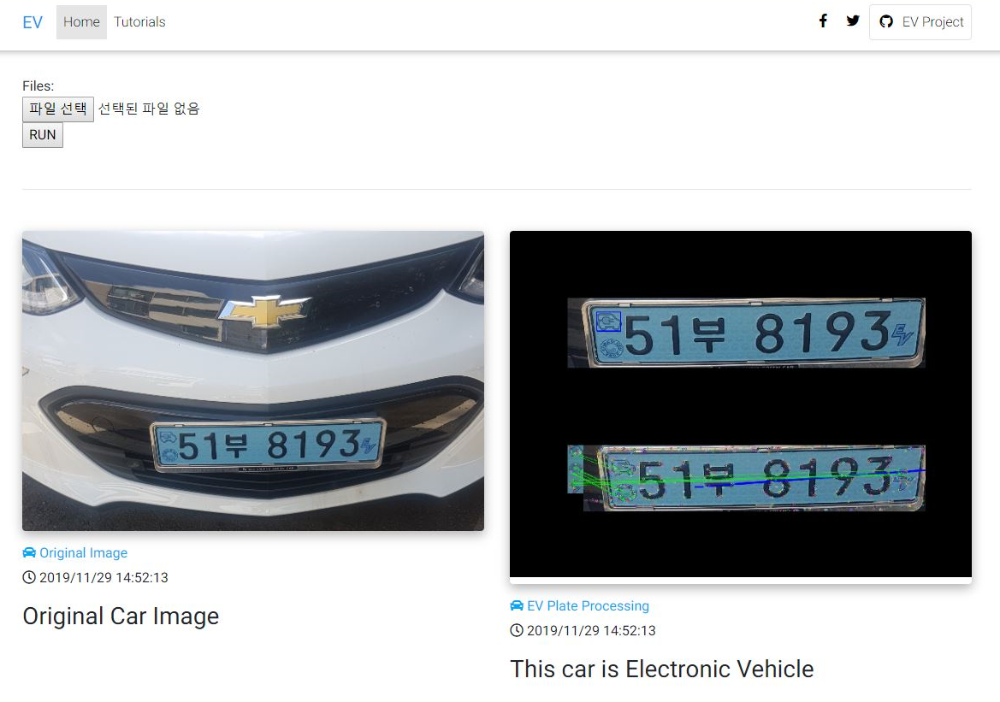 EV Home Tutorials EV Project
Files:
파일 선택 선택된 파일 없음
RUN
51부 8193 EV
Original Image
2019/11/29 14:52:13
Original Car Image
51부 8193 EV
51부 8193
EV Plate Processing
2019/11/29 14:52:13
This car is Electronic Vehicle